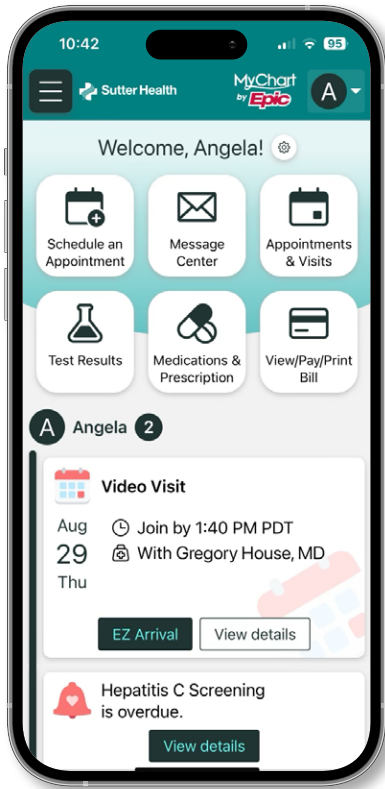 10:42
95
Sutter Health
MyChart
by Epic
A
Welcome, Angela!
Schedule an
Appointment
Message
Center
Appointments
& Visits
Test Results
Medications &
Prescription
View/Pay/Print
Bill
A Angela 2
Video Visit
Aug
29
Thu
Join by 1:40 PM PDT
With Gregory House, MD
EZ Arrival
View details
Hepatitis C Screening
is overdue.
View details